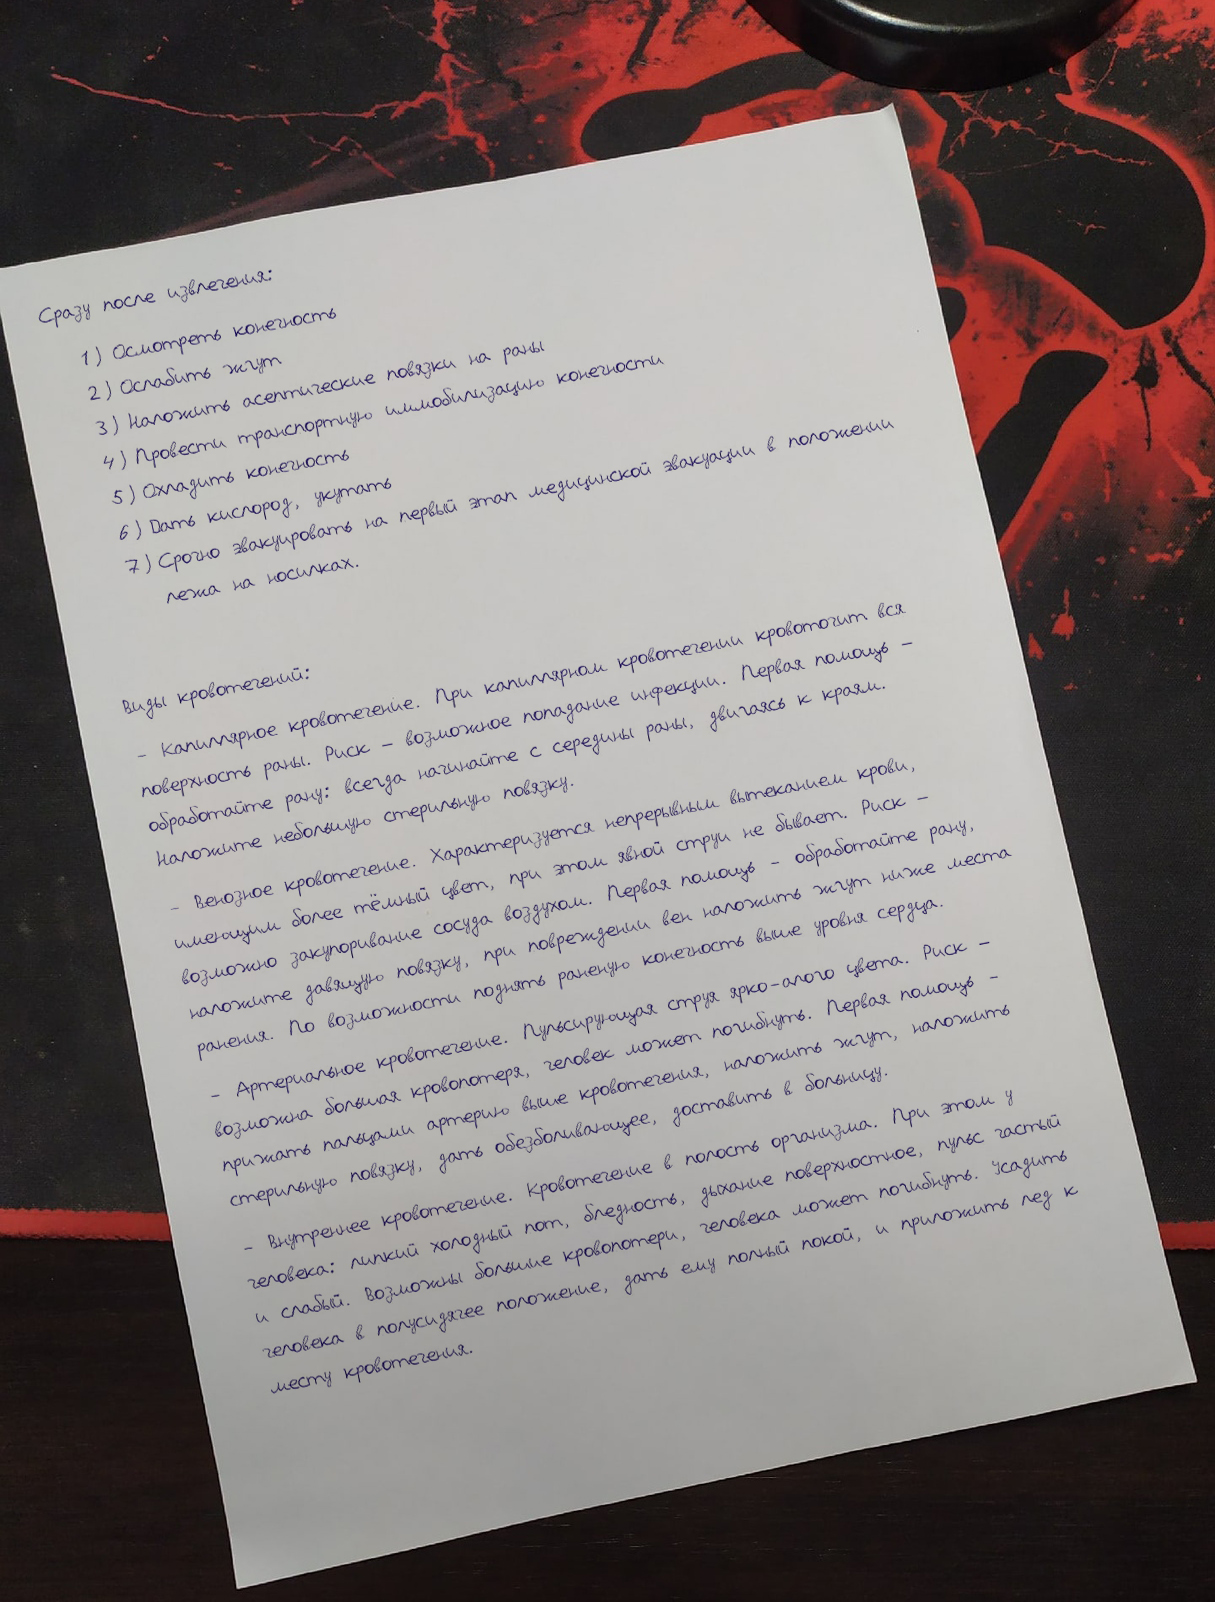 Сразу после извлечения:
1) Осмотреть конечность
2) Ослабить жгут
3) Наложить асептические повязки на раны
4) Провести транспортную иммобилизацию конечности
5) Охладить конечность
6) Дать кислород, укутать
7) Срочно эвакуировать на первый этап медицинской эвакуации в положении
лежа на носилках.
Виды кровотечений:
- Капиллярное кровотечение. При капиллярном кровотечении кровоточит вся
поверхность раны. Риск – возможное попадание инфекции. Первая помощь –
обработайте рану: всегда начинайте с середины раны, двигаясь к краям.
Наложите небольшую стерильную повязку.
- Венозное кровотечение. Характеризуется непрерывным вытеканием крови,
имеющим более тёмный цвет, при этом явной струи не бывает. Риск –
возможно закупоривание сосуда воздухом. Первая помощь – обработайте рану,
наложите давящую повязку, при повреждении вен наложить жгут ниже места
ранения. По возможности поднять раненую конечность выше уровня сердца.
- Артериальное кровотечение. Пульсирующая струя ярко-алого цвета. Риск –
возможна большая кровопотеря, человек может погибнуть. Первая помощь –
прижать пальцами артерию выше кровотечения, наложить жгут, наложить
стерильную повязку, дать обезболивающее, доставить в больницу.
- Внутреннее кровотечение. Кровотечение в полость организма. При этом у
человека: липкий холодный пот, бледность, дыхание поверхностное, пульс частый
и слабый. Возможны большие кровопотери, человека может погибнуть. Усадить
человека в полусидячее положение, дать ему полный покой, и приложить лед к
месту кровотечения.